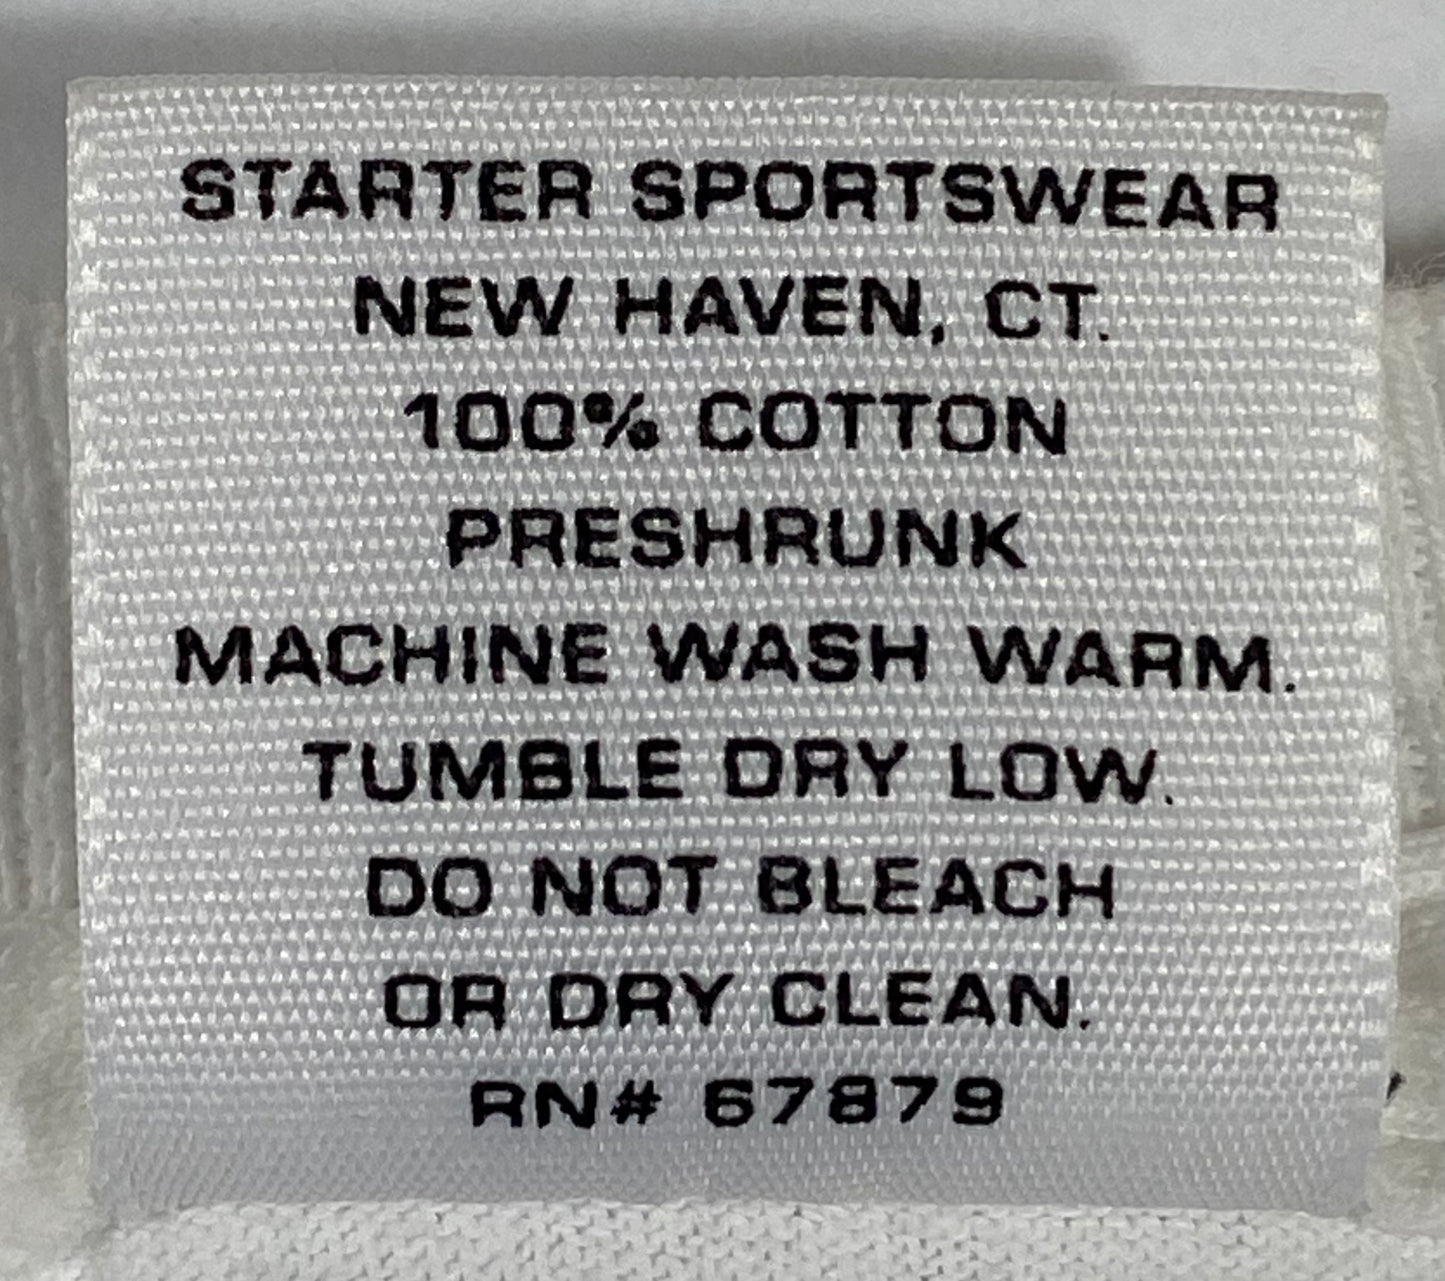 STARTER SPORTSWEAR
NEW HAVEN, CT.
100% COTTON
PRESHRUNK
MACHINE WASH WARM.
TUMBLE DRY LOW.
DO NOT BLEACH
OR DRY CLEAN.
RN# 67879